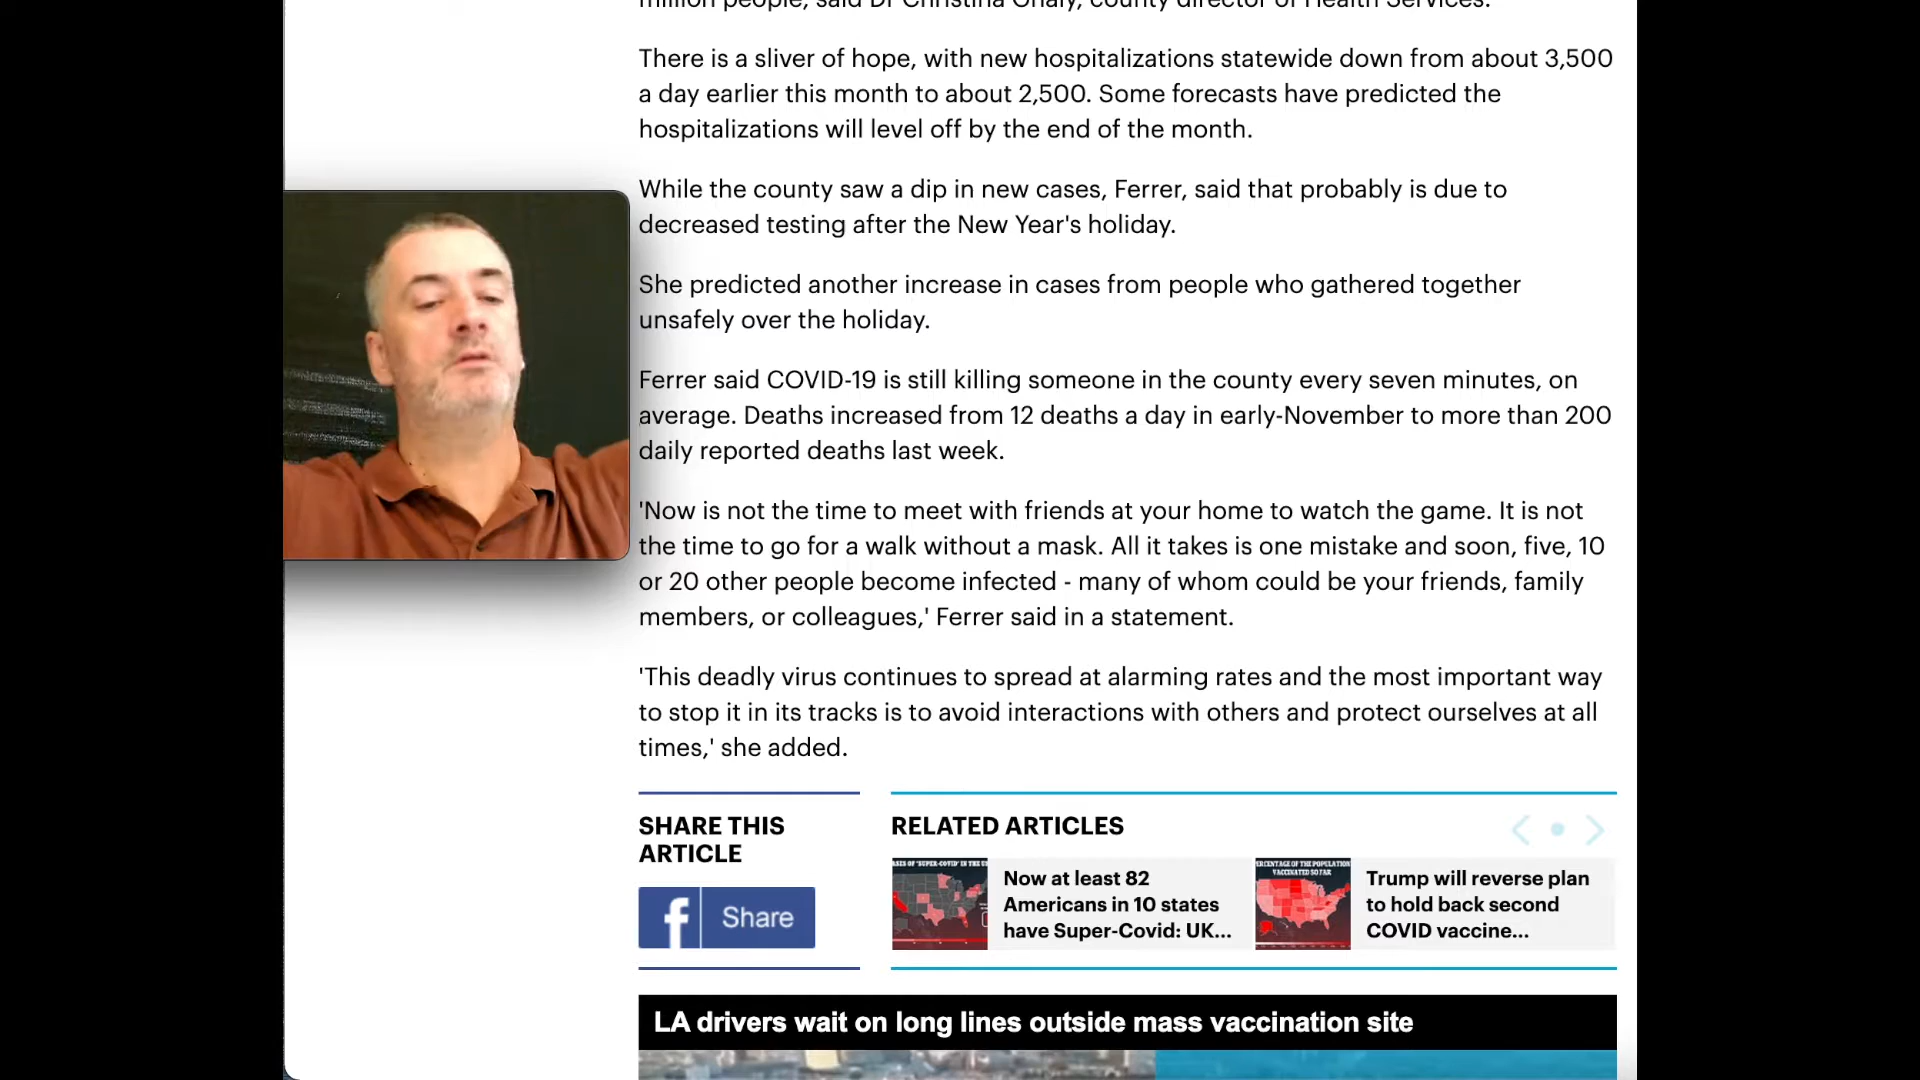 million people, said Dr Christina Ghaly, county director of Health Services.
There is a sliver of hope, with new hospitalizations statewide down from about 3,500
a day earlier this month to about 2,500. Some forecasts have predicted the
hospitalizations will level off by the end of the month.
While the county saw a dip in new cases, Ferrer, said that probably is due to
decreased testing after the New Year's holiday.
She predicted another increase in cases from people who gathered together
unsafely over the holiday.
Ferrer said COVID-19 is still killing someone in the county every seven minutes, on
average. Deaths increased from 12 deaths a day in early-November to more than 200
daily reported deaths last week.
'Now is not the time to meet with friends at your home to watch the game. It is not
the time to go for a walk without a mask. All it takes is one mistake and soon, five, 10
or 20 other people become infected - many of whom could be your friends, family
members, or colleagues,' Ferrer said in a statement.
'This deadly virus continues to spread at alarming rates and the most important way
to stop it in its tracks is to avoid interactions with others and protect ourselves at all
times,' she added.
SHARE THIS
ARTICLE
f Share
RELATED ARTICLES
OF 'SUPER-COVID' IN THE
Now at least 82
Americans in 10 states
have Super-Covid: UK...
OF THE POPULATION
VACCINATED SO FAR
Trump will reverse plan
to hold back second
COVID vaccine...
LA drivers wait on long lines outside mass vaccination site